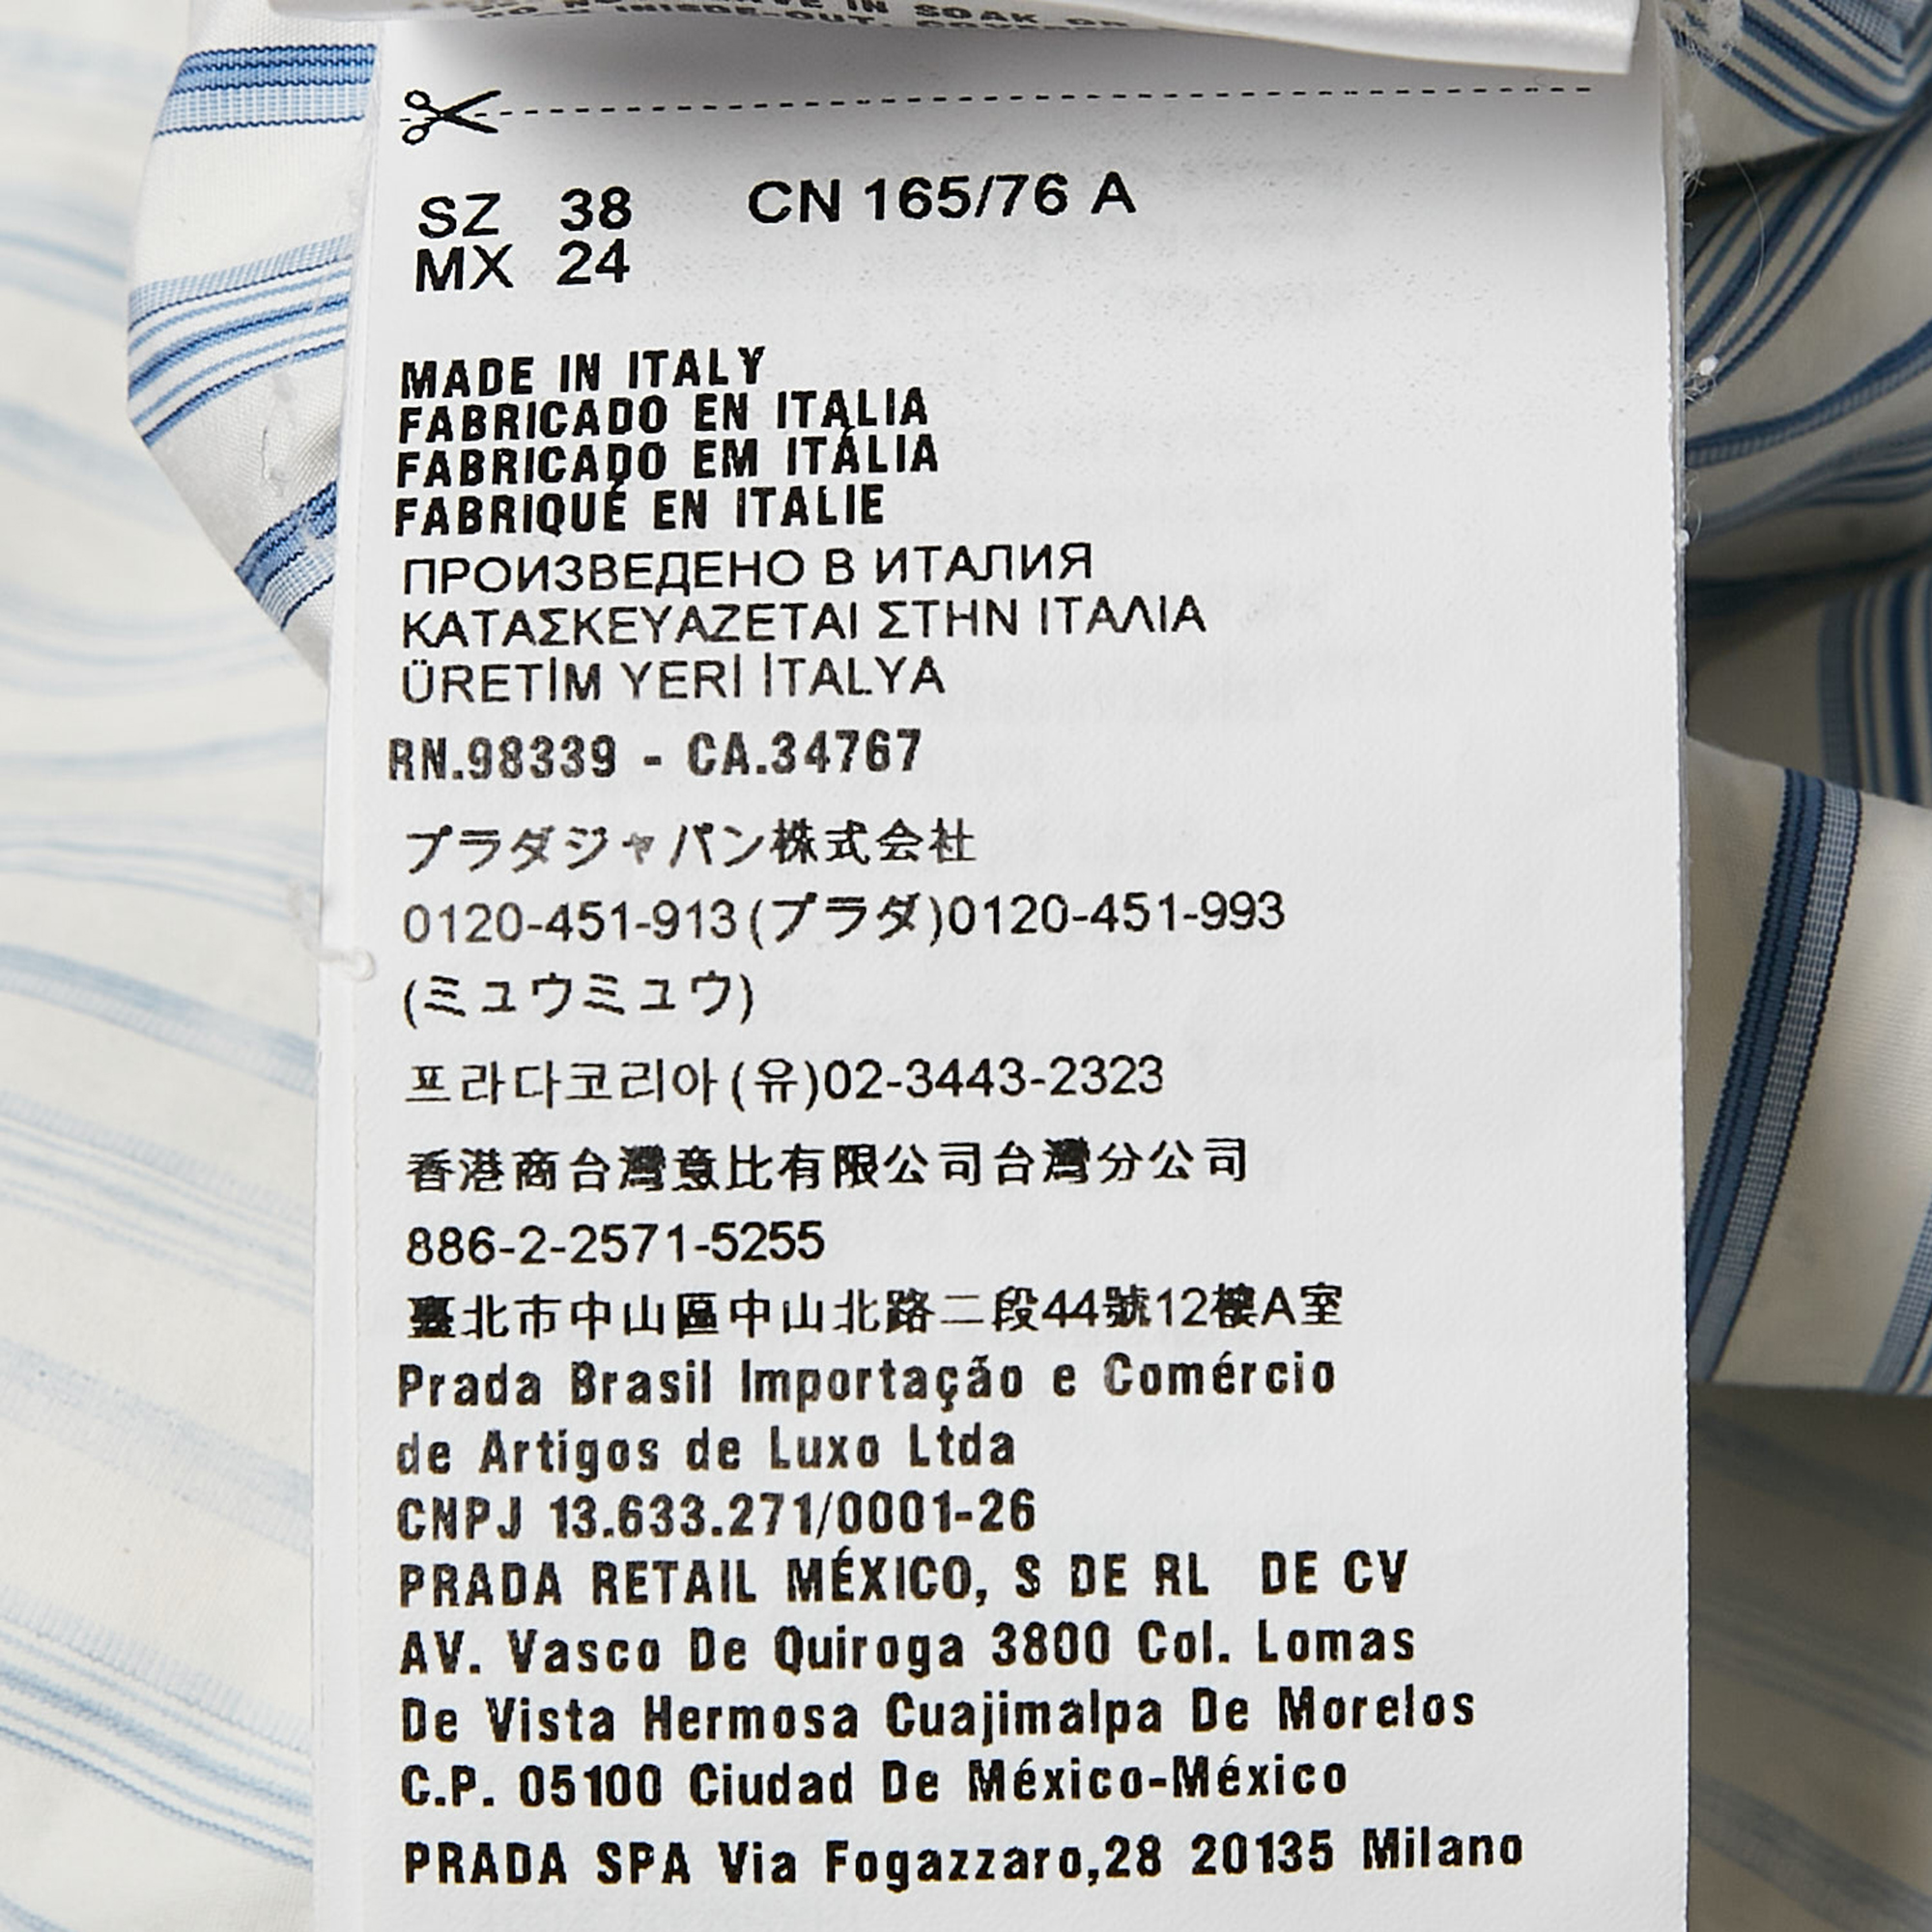 IN SOAK OR
INISDE-OUT.
SZ 38 CN 165/76 A
MX 24
MADE IN ITALY
FABRICADO EN ITALIA
FABRICADO EM ITÁLIA
FABRIQUÉ EN ITALIE
ПРОИЗВЕДЕНО В ИТАЛИЯ
ΚΑΤΑΣΚΕΥΑΖΕΤΑΙ ΣΤΗΝ ΙΤΑΛΙΑ
ÜRETİM YERİ İTALYA
RN.98339 - CA.34767
プラダジャパン株式会社
0120-451-913(プラダ)0120-451-993
(ミュウミュウ)
프라다코리아(유)02-3443-2323
香港商台灣意比有限公司台灣分公司
886-2-2571-5255
臺北市中山區中山北路二段44號12樓A室
Prada Brasil Importação e Comércio
de Artigos de Luxo Ltda
CNPJ 13.633.271/0001-26
PRADA RETAIL MÉXICO, S DE RL DE CV
AV. Vasco De Quiroga 3800 Col. Lomas
De Vista Hermosa Cuajimalpa De Morelos
C.P. 05100 Ciudad De México-México
PRADA SPA Via Fogazzaro,28 20135 Milano